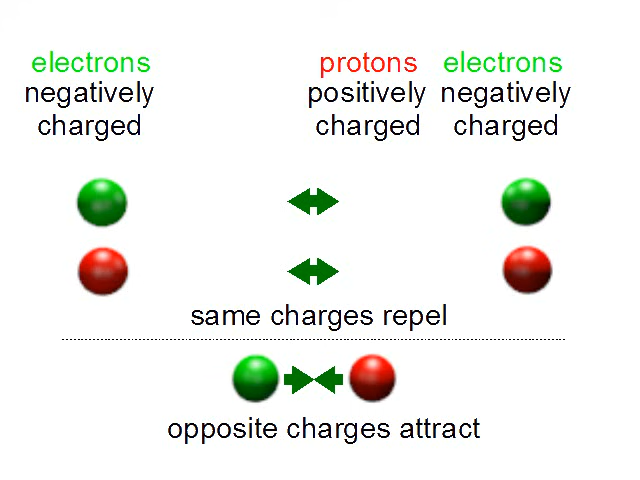 electrons
negatively
charged
protons
positively
charged
electrons
negatively
charged
same charges repel
opposite charges attract